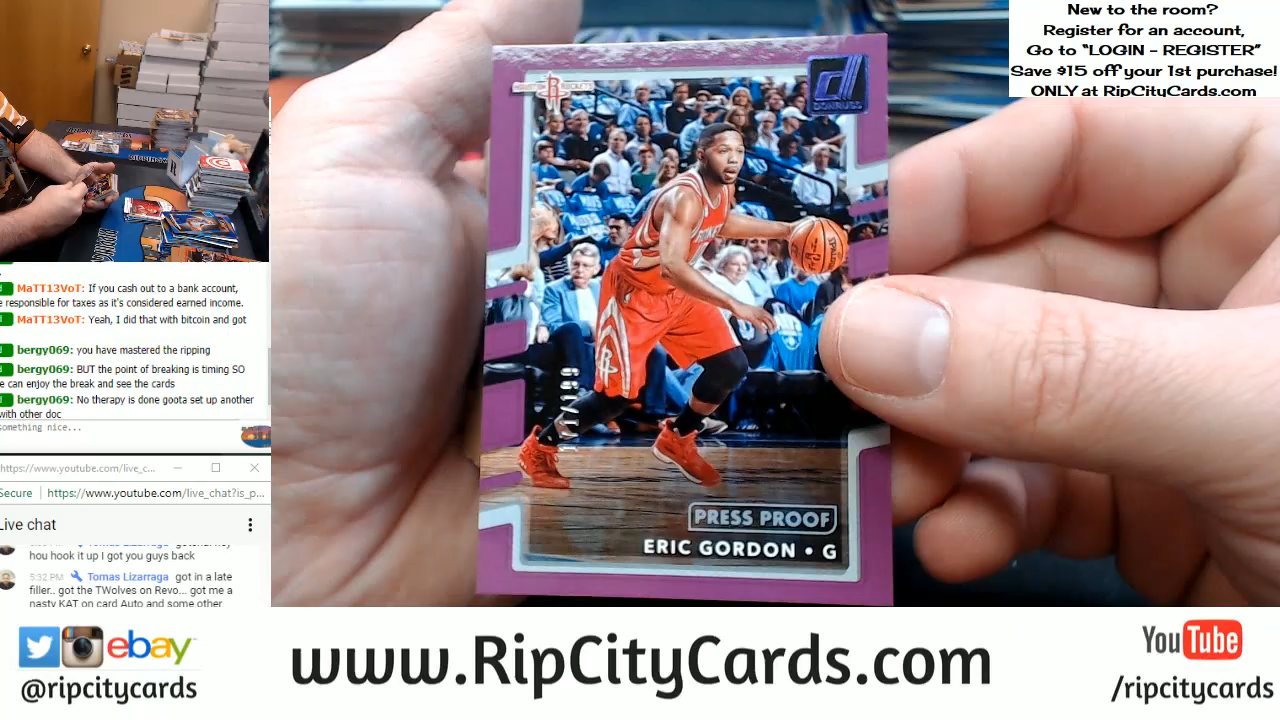 New to the room?
Register for an account,
Go to “LOGIN - REGISTER”
Save $15 off your 1st purchase!
ONLY at RipCityCards.com
DONRUSS
MaTT13VoT: If you cash out to a bank account,
e responsible for taxes as it's considered earned income.
MaTT13VoT: Yeah, I did that with bitcoin and got
bergy069: you have mastered the ripping
bergy069: BUT the point of breaking is timing SO
e can enjoy the break and see the cards
bergy069: No therapy is done goota set up another
with other doc
something nice...
https://www.youtube.com/live_c...
Secure https://www.youtube.com/live_chat?is_p...
Live chat
hou hook it up I got you guys back
5:32 PM Tomas Lizarraga got in a late
filler.. got the TWolves on Revo... got me a
nasty KAT on card Auto and some other
PRESS PROOF
ERIC GORDON • G
ebay
@ripcitycards
www.RipCityCards.com
YouTube
/ripcitycards